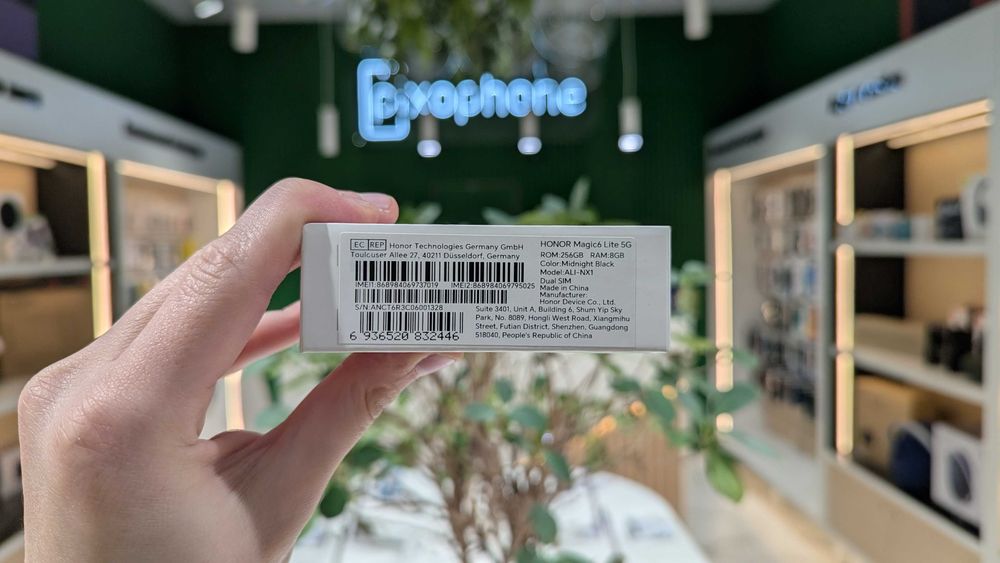 Pixophone
EC REP Honor Technologies Germany GmbH
Toulcuser Allee 27, 40211 Düsseldorf, Germany
IMEI1:868984069737019 IMEI2:868984069795025
S/N:ANCT6R3C06001328
6 936520 832446
HONOR Magic6 Lite 5G
ROM:256GB RAM:8GB
Color:Midnight Black
Model:ALI-NX1
Dual SIM
Made in China
Manufacturer:
Honor Device Co., Ltd.
Suite 3401, Unit A, Building 6, Shum Yip Sky
Park, No. 8089, Hongli West Road, Xiangmihu
Street, Futian District, Shenzhen, Guangdong
518040, People's Republic of China